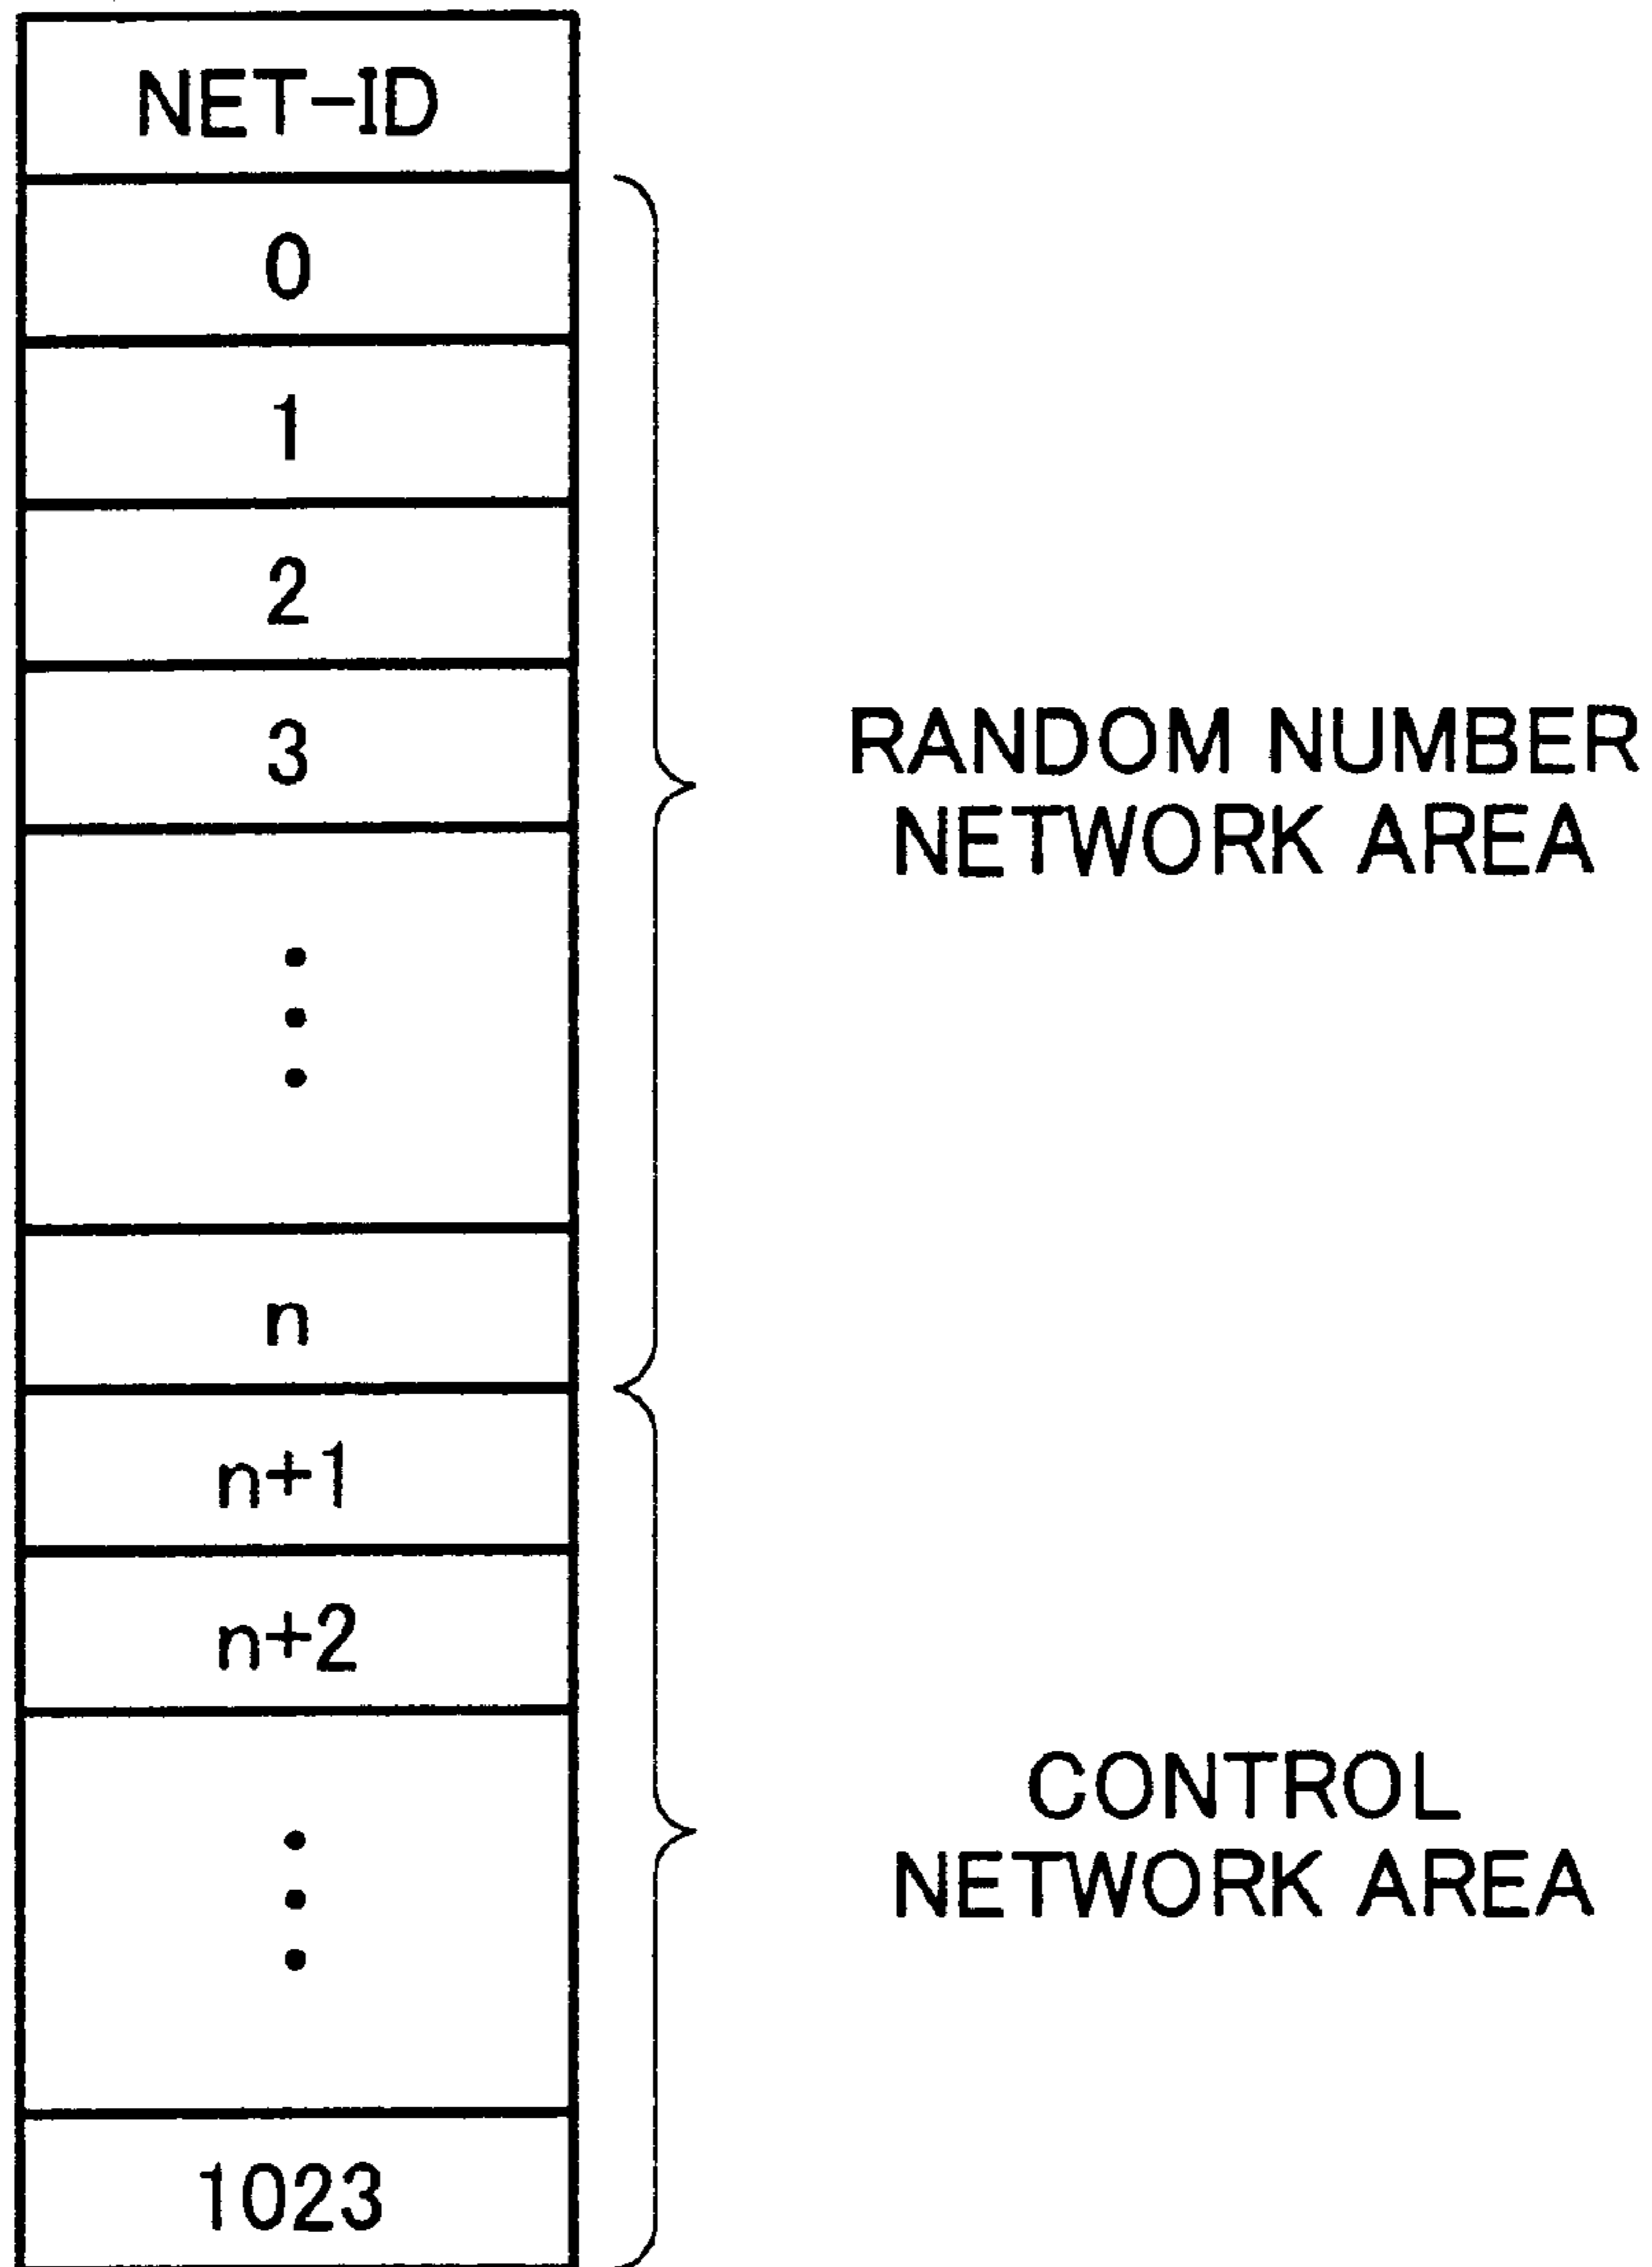 NET-ID
0
1
2
3
n
n+1
n+2
1023
RANDOM NUMBER
NETWORK AREA
CONTROL
NETWORK AREA